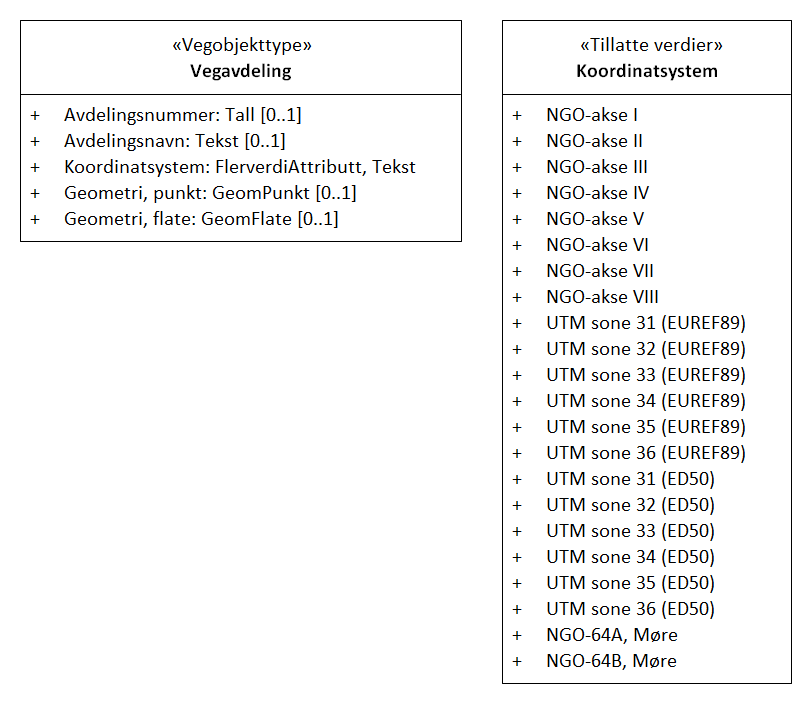 «Vegobjekttype»
Vegavdeling
+ Avdelingsnummer: Tall [0..1]
+ Avdelingsnavn: Tekst [0..1]
+ Koordinatsystem: FlerverdiAttributt, Tekst
+ Geometri, punkt: GeomPunkt [0..1]
+ Geometri, flate: GeomFlate [0..1]
«Tillatte verdier»
Koordinatsystem
+ NGO-akse I
+ NGO-akse II
+ NGO-akse III
+ NGO-akse IV
+ NGO-akse V
+ NGO-akse VI
+ NGO-akse VII
+ NGO-akse VIII
+ UTM sone 31 (EUREF89)
+ UTM sone 32 (EUREF89)
+ UTM sone 33 (EUREF89)
+ UTM sone 34 (EUREF89)
+ UTM sone 35 (EUREF89)
+ UTM sone 36 (EUREF89)
+ UTM sone 31 (ED50)
+ UTM sone 32 (ED50)
+ UTM sone 33 (ED50)
+ UTM sone 34 (ED50)
+ UTM sone 35 (ED50)
+ UTM sone 36 (ED50)
+ NGO-64A, Møre
+ NGO-64B, Møre